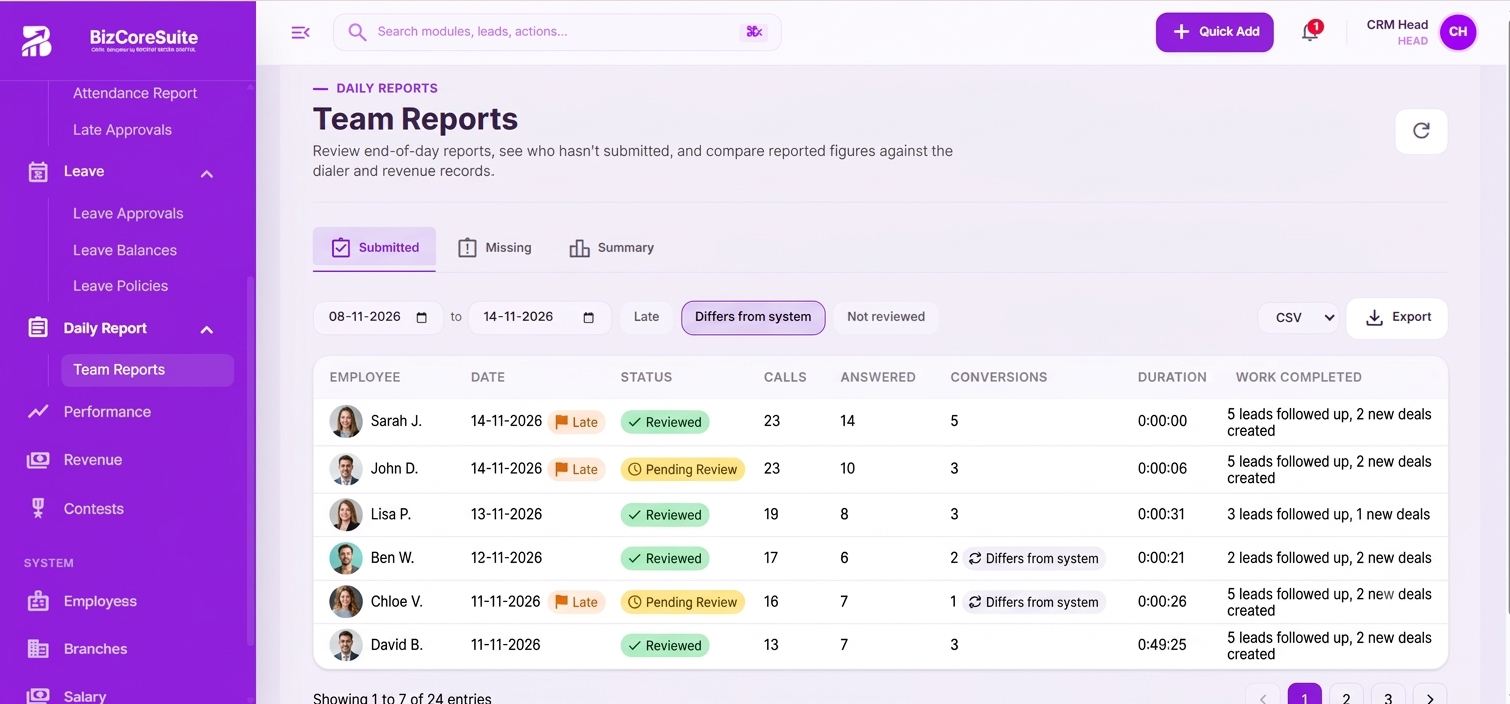 BizCoreSuite
Search modules, leads, actions...
Quick Add
1
CRM Head
HEAD
CH
Attendance Report
Late Approvals
Leave
Leave Approvals
Leave Balances
Leave Policies
Daily Report
Team Reports
Performance
Revenue
Contests
SYSTEM
Employess
Branches
Salary
DAILY REPORTS
Team Reports
Review end-of-day reports, see who hasn't submitted, and compare reported figures against the
dialer and revenue records.
Submitted Missing Summary
08-11-2026 to 14-11-2026 Late Differs from system Not reviewed CSV Export
EMPLOYEE DATE STATUS CALLS ANSWERED CONVERSIONS DURATION WORK COMPLETED
Sarah J. 14-11-2026 Late Reviewed 23 14 5 0:00:00 5 leads followed up, 2 new deals
created
John D. 14-11-2026 Late Pending Review 23 10 3 0:00:06 5 leads followed up, 2 new deals
created
Lisa P. 13-11-2026 Reviewed 19 8 3 0:00:31 3 leads followed up, 1 new deals
Ben W. 12-11-2026 Reviewed 17 6 2 Differs from system 0:00:21 2 leads followed up, 2 new deals
Chloe V. 11-11-2026 Late Pending Review 16 7 1 Differs from system 0:00:26 5 leads followed up, 2 new deals
created
David B. 11-11-2026 Reviewed 13 7 3 0:49:25 5 leads followed up, 2 new deals
created
Showing 1 to 7 of 24 entries
1 2 3